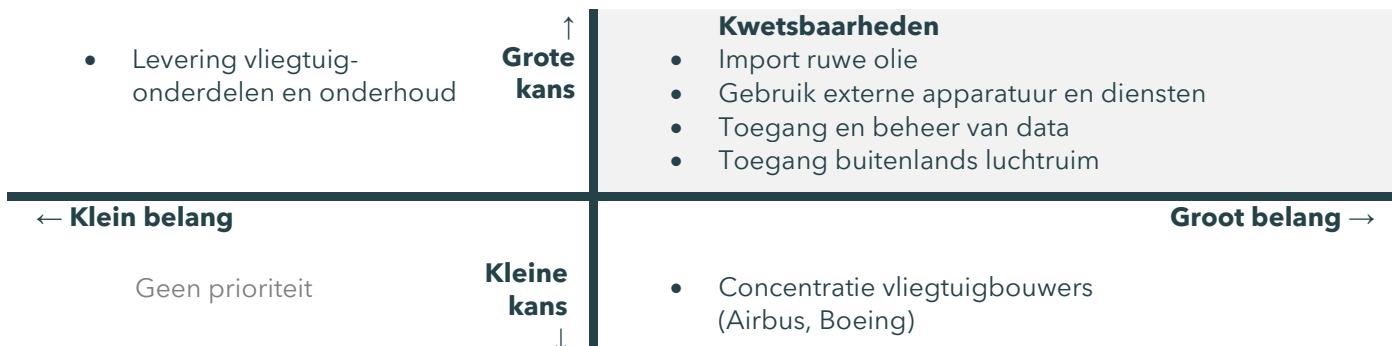 ↑
Grote
kans
• Levering vliegtuig-
onderdelen en onderhoud
Kwetsbaarheden
• Import ruwe olie
• Gebruik externe apparatuur en diensten
• Toegang en beheer van data
• Toegang buitenlands luchtruim
← Klein belang
Groot belang →
Geen prioriteit
Kleine
kans
↓
• Concentratie vliegtuigbouwers
(Airbus, Boeing)